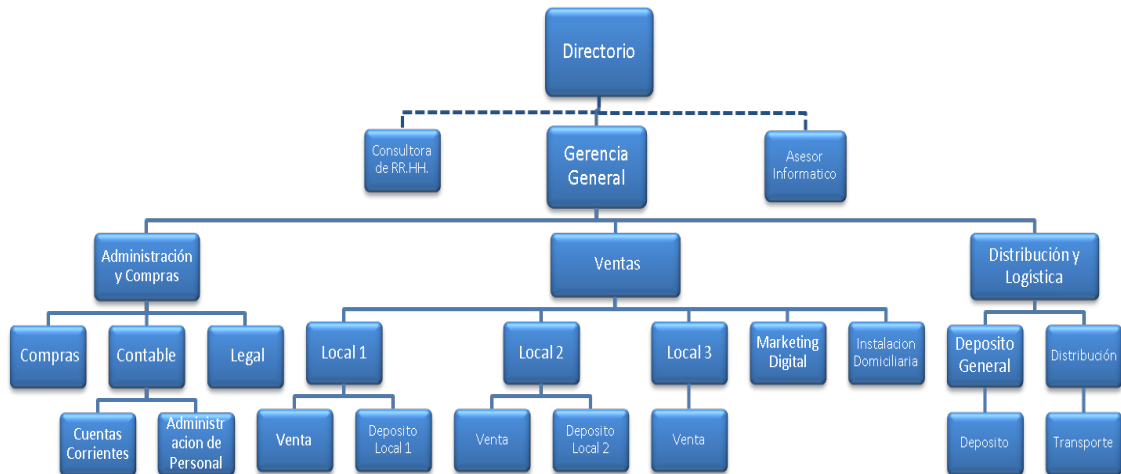 Directorio
Consultora
de RR.HH.
Gerencia
General
Asesor
Informatico
Administración
y Compras
Ventas
Distribución y
Logística
Compras
Contable
Legal
Local 1
Local 2
Local 3
Marketing
Digital
Instalacion
Domiciliaria
Deposito
General
Distribución
Cuentas
Corrientes
Administr
acion de
Personal
Venta
Deposito
Local 1
Venta
Deposito
Local 2
Venta
Deposito
Transporte